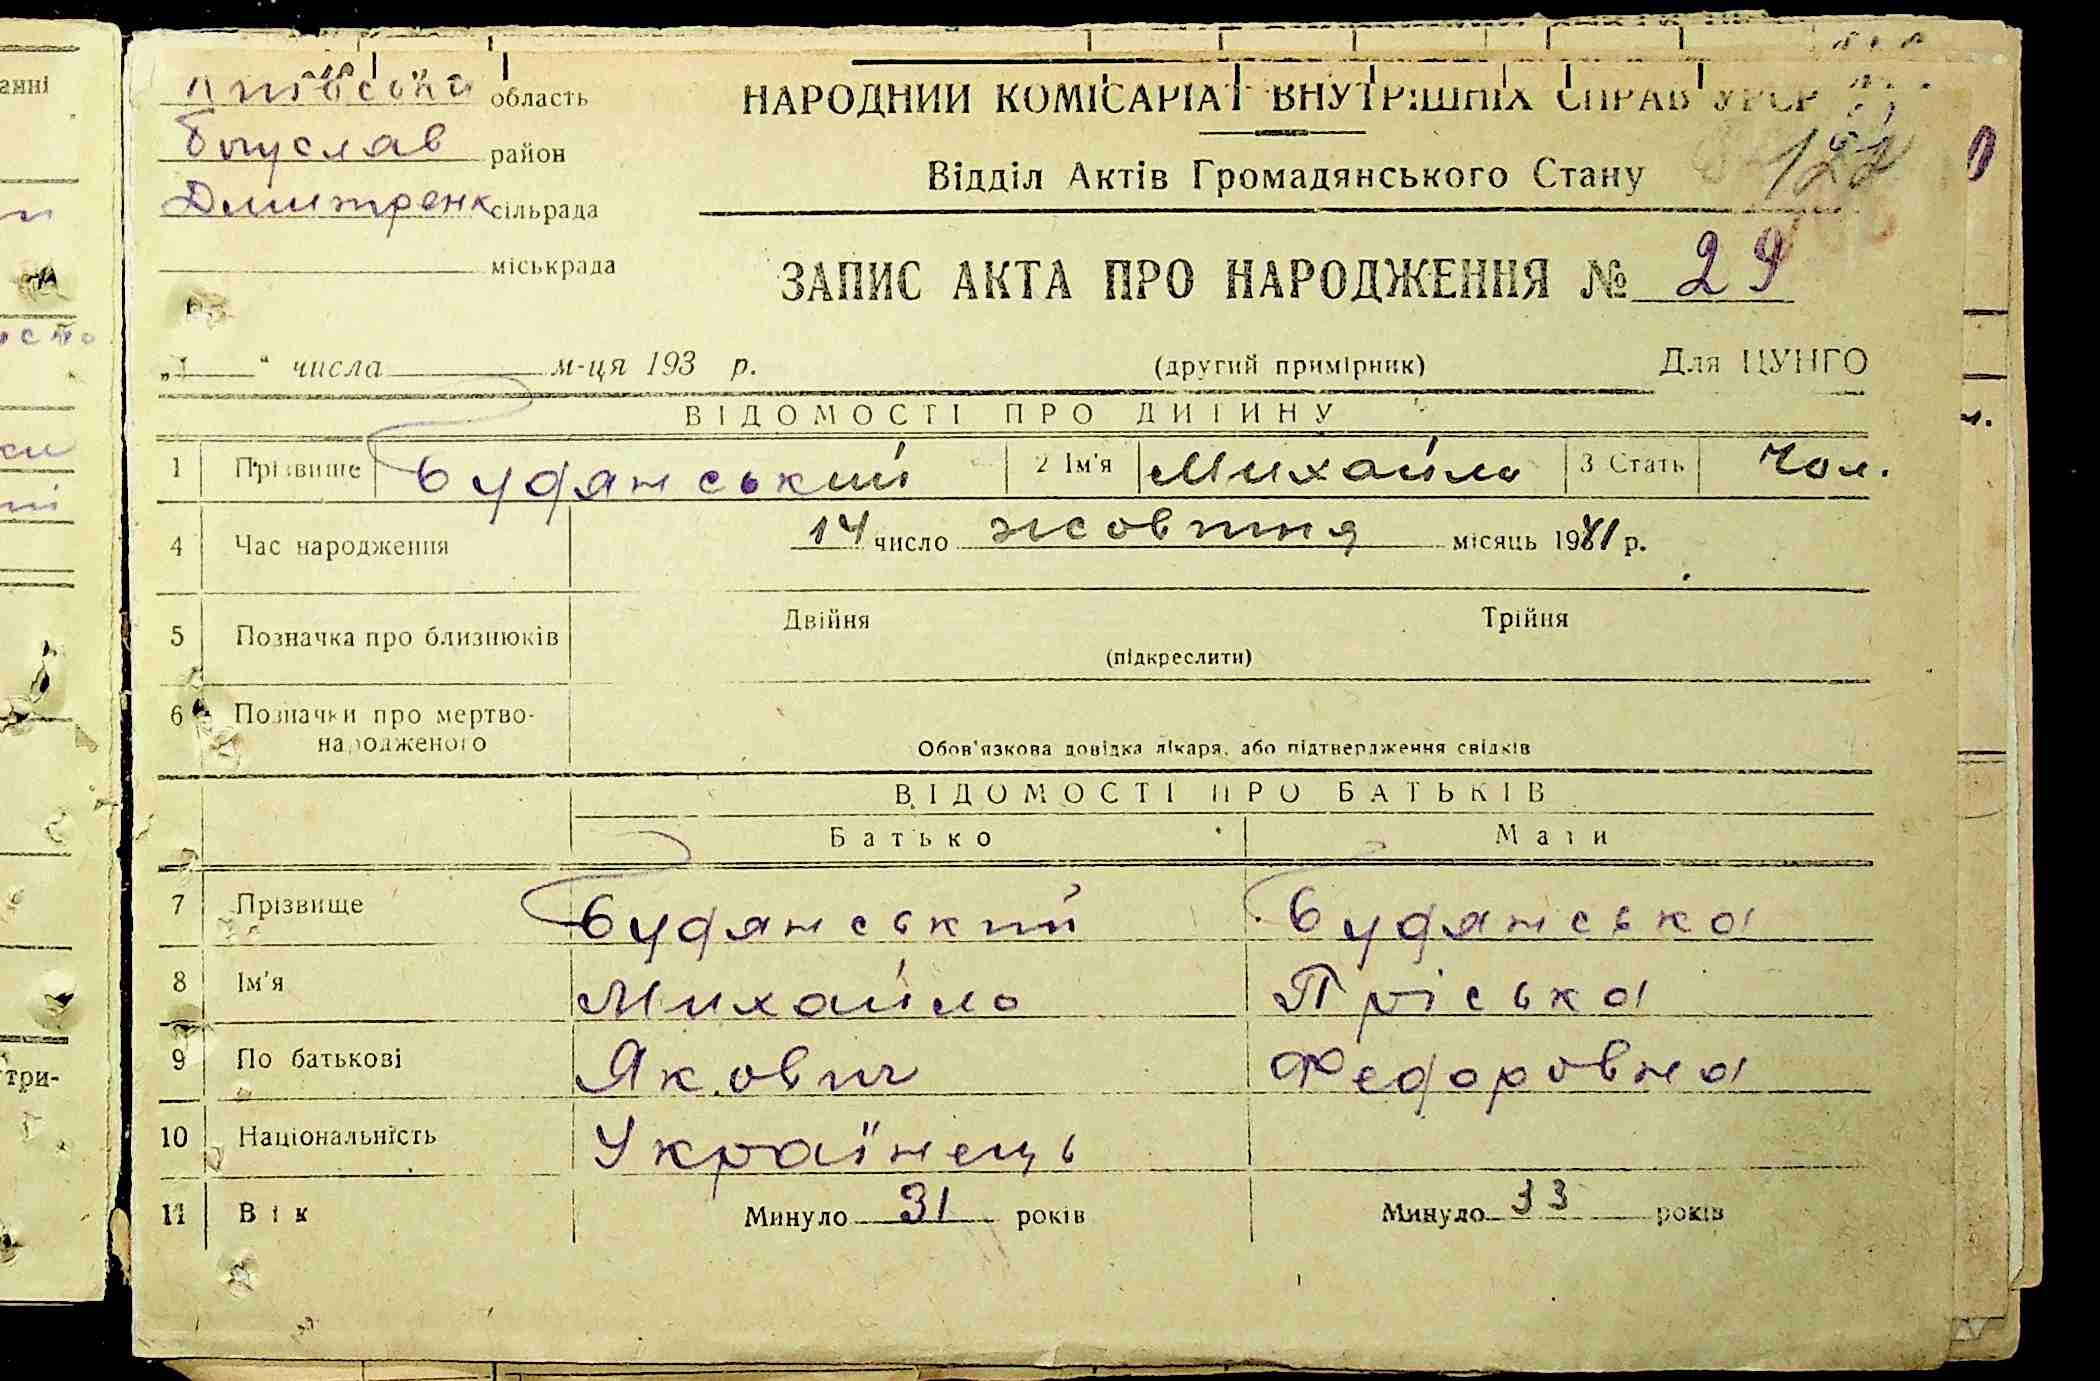 Київська область
Богуслав район
Дмитренк сільрада
міськрада
НАРОДНИЙ КОМІСАРІАТ ВНУТРІШНІХ СПРАВ УРСР
Відділ Актів Громадянського Стану
ЗАПИС АКТА ПРО НАРОДЖЕННЯ № 29
„ “ числа м-ця 193 р. (другий примірник) Для ЦУНГО
ВІДОМОСТІ ПРО ДИТИНУ
1 Прізвище Будянський 2 Ім'я Михайло 3 Стать Чол.
4 Час народження 14 число жовтня місяць 1941 р.
5 Позначка про близнюків Двійня Трійня
(підкреслити)
6 Позначки про мертво-
народженого
Обов'язкова довідка лікаря, або підтвердження свідків
ВІДОМОСТІ ПРО БАТЬКІВ
Батько Мати
7 Прізвище Будянський Будянська
8 Ім'я Михайло Пріська
9 По батькові Якович Федоровна
10 Національність Українець
11 Вік Минуло 31 років Минуло 33 років